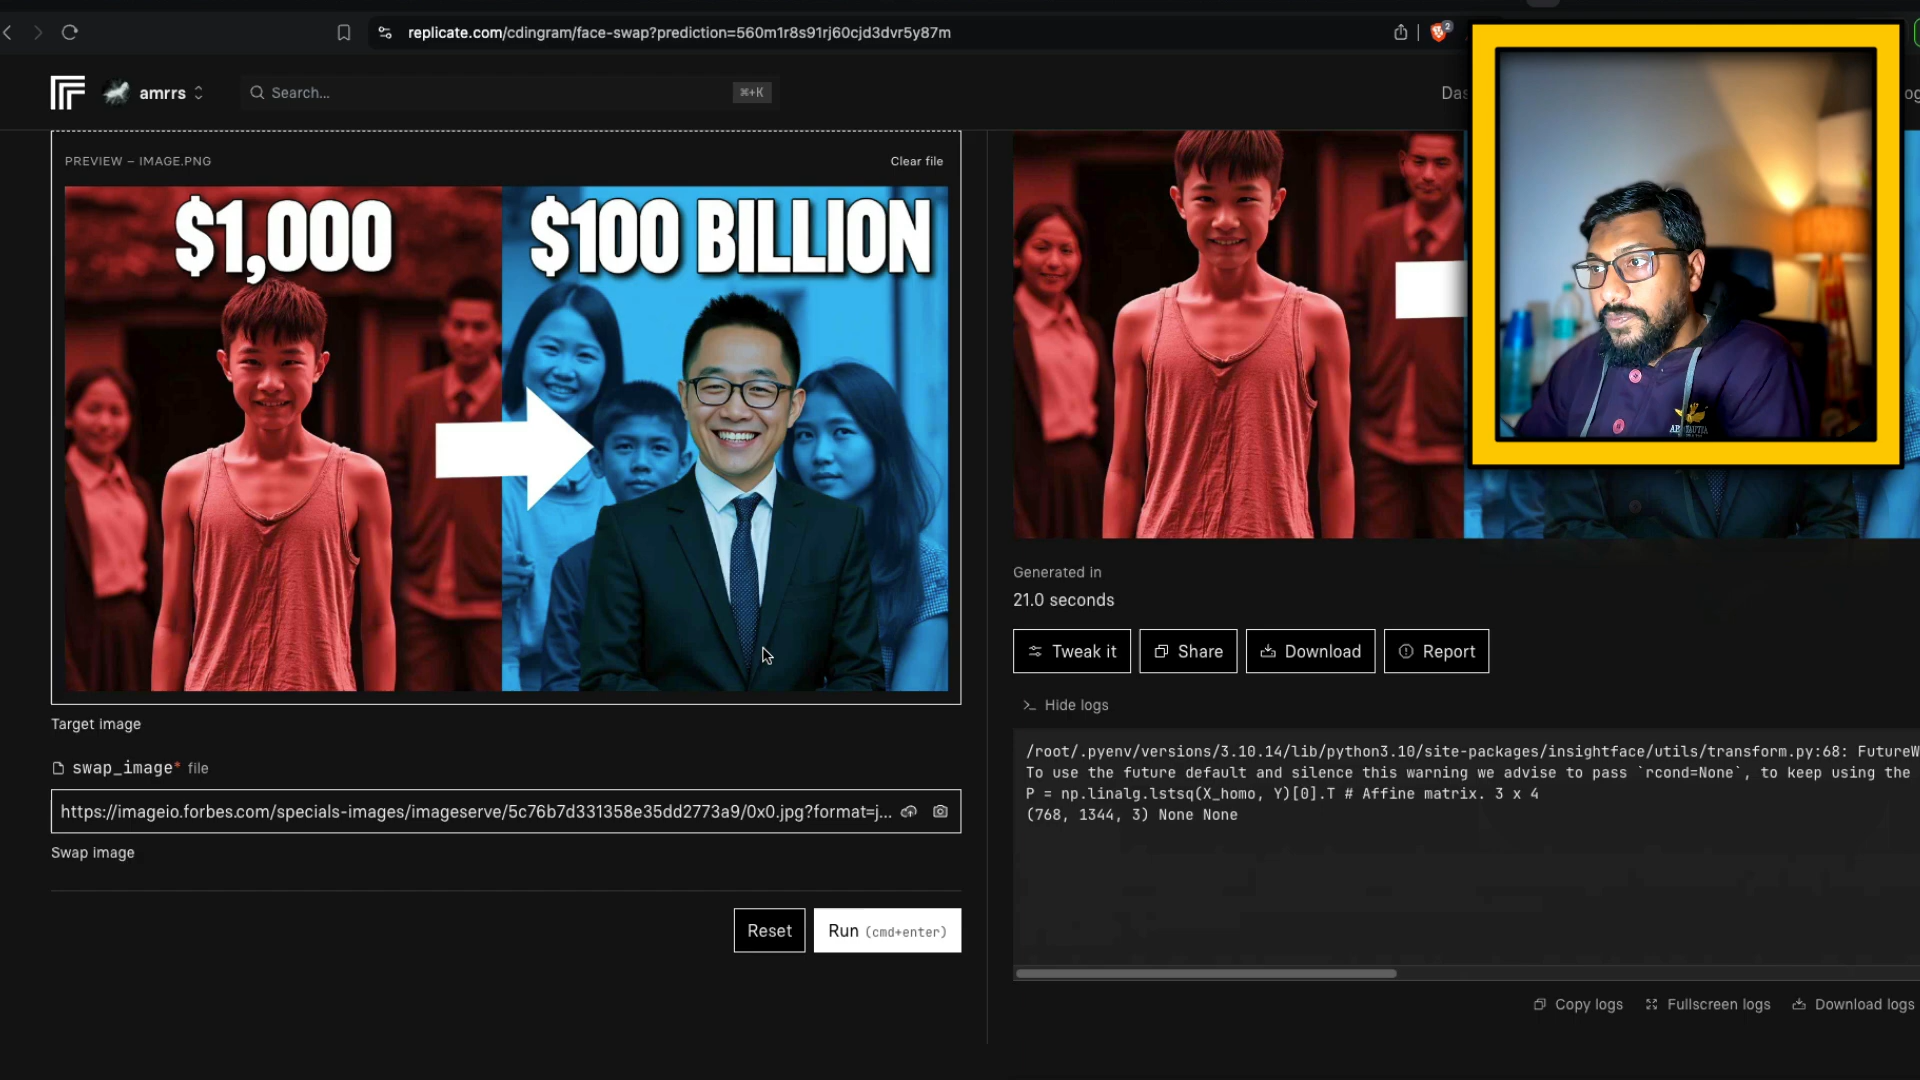 replicate.com/cdingram/face-swap?prediction=560m1r8s91rj60cjd3dvr5y87m
2
amrrs
Search...
⌘+K
PREVIEW – IMAGE.PNG
Clear file
$1,000
$100 BILLION
Target image
swap_image* file
https://imageio.forbes.com/specials-images/imageserve/5c76b7d331358e35dd2773a9/0x0.jpg?format=j...
Swap image
Reset
Run (cmd+enter)
Generated in
21.0 seconds
Tweak it
Share
Download
Report
>_ Hide logs
/root/.pyenv/versions/3.10.14/lib/python3.10/site-packages/insightface/utils/transform.py:68: FutureW
To use the future default and silence this warning we advise to pass `rcond=None`, to keep using the
P = np.linalg.lstsq(X_homo, Y)[0].T # Affine matrix. 3 x 4
(768, 1344, 3) None None
Copy logs
Fullscreen logs
Download logs